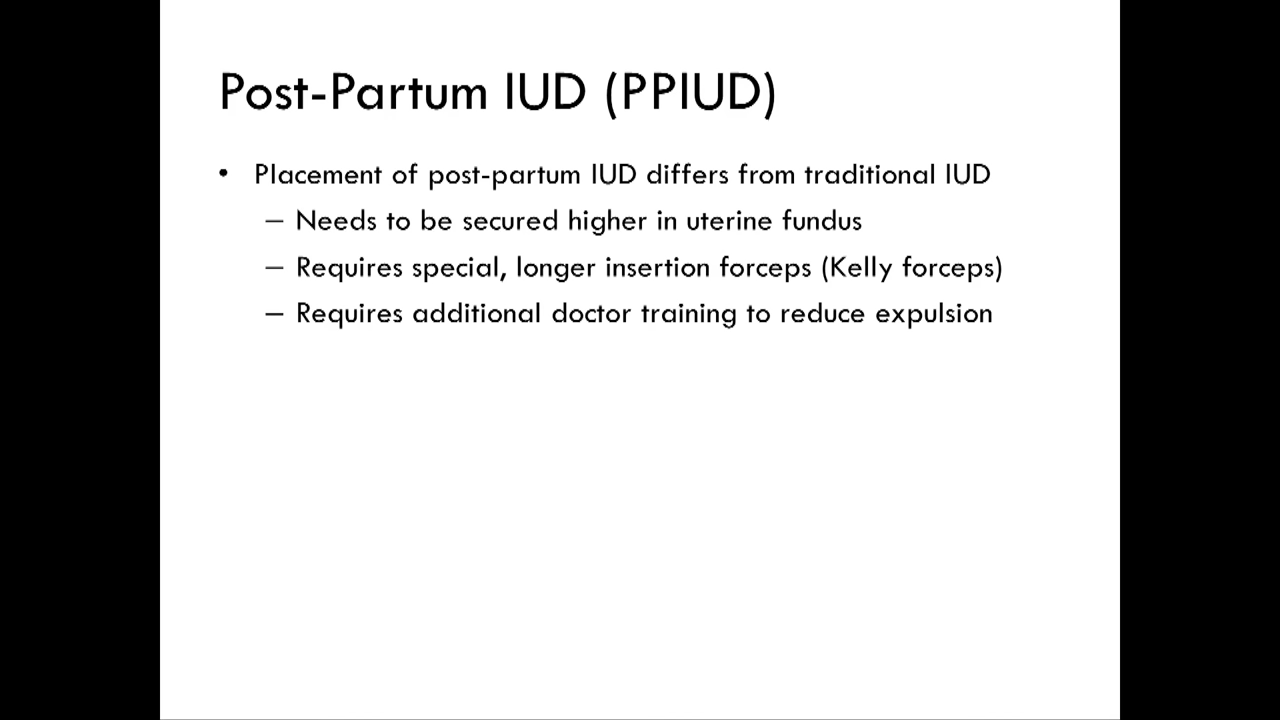 Post-Partum IUD (PPIUD)
• Placement of post-partum IUD differs from traditional IUD
– Needs to be secured higher in uterine fundus
– Requires special, longer insertion forceps (Kelly forceps)
– Requires additional doctor training to reduce expulsion